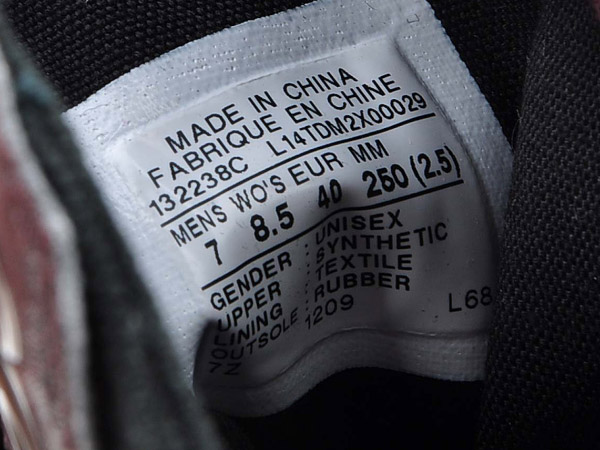 MADE IN CHINA
FABRIQUE EN CHINE
132238C L14TDM2X00029
MENS WO'S EUR MM
7 8.5 40 250 (2.5)
GENDER : UNISEX
UPPER : SYNTHETIC
LINING : TEXTILE
OUTSOLE : RUBBER
1209
L68